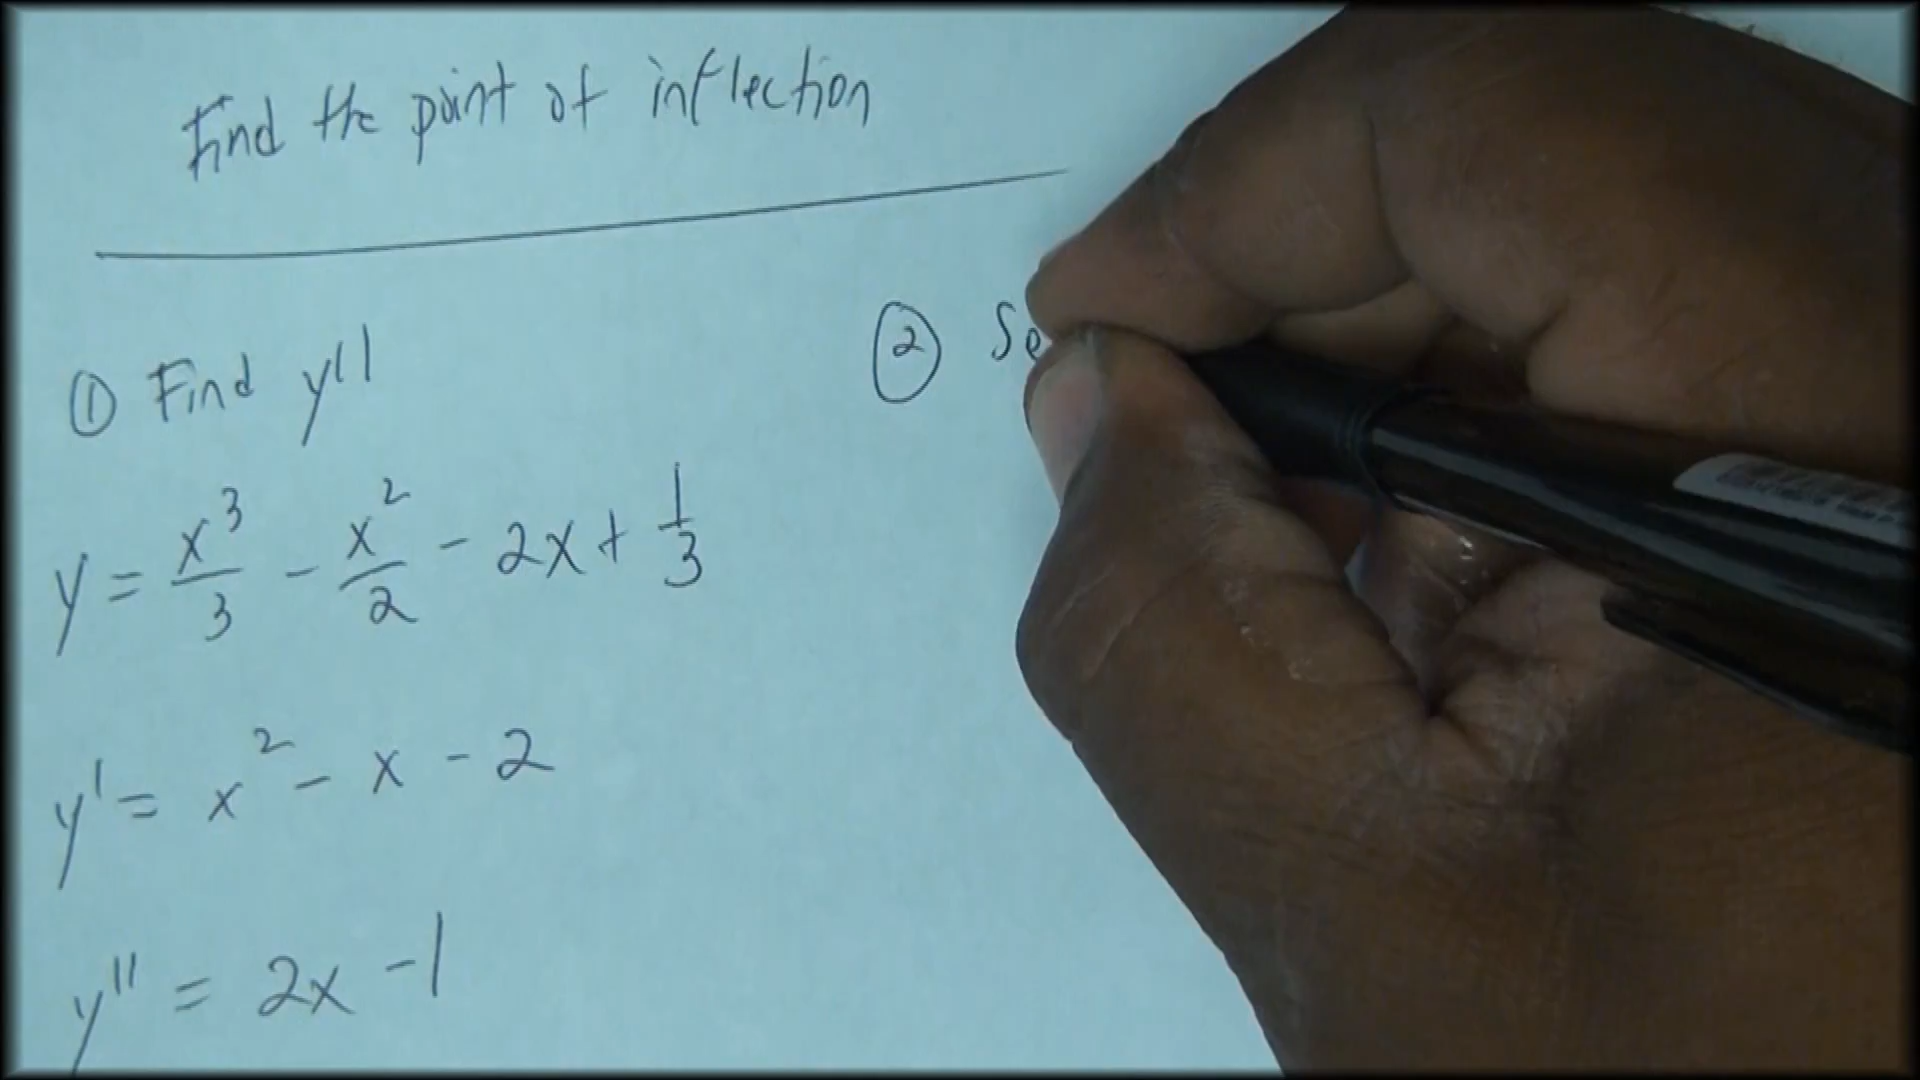 Find the point of inflection
① Find y''
y = x³/3 - x²/2 - 2x + 1/3
y' = x² - x - 2
y'' = 2x - 1
② Se